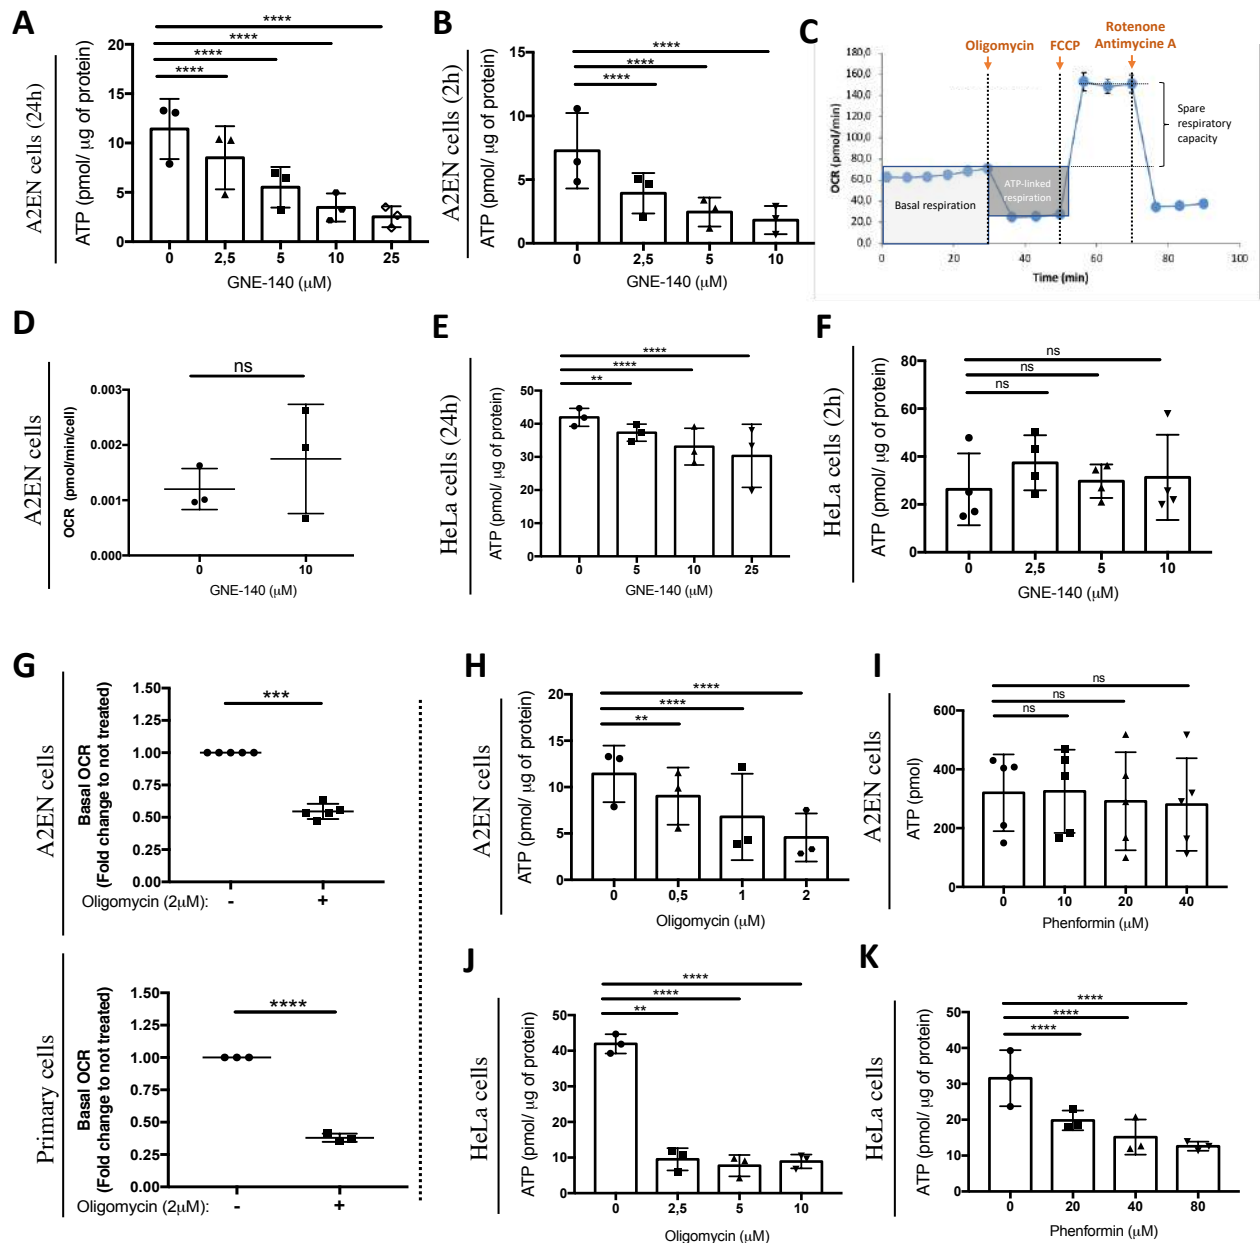 A
A2EN cells (24h)
ATP (pmol/ μg of protein)
20
15
10
5
0
****
****
****
****
0 2,5 5 10 25
GNE-140 (μM)
B
A2EN cells (2h)
ATP (pmol/ μg of protein)
15
10
5
0
****
****
****
0 2,5 5 10
GNE-140 (μM)
C
Oligomycin
FCCP
Rotenone
Antimycine A
OCR (pmol/min)
180,0
160,0
140,0
120,0
100,0
80,0
60,0
40,0
20,0
0,0
Basal respiration
ATP-linked
respiration
Spare
respiratory
capacity
0 20 40 60 80 100
Time (min)
D
A2EN cells
OCR (pmol/min/cell)
0.003
0.002
0.001
0.000
ns
0 10
GNE-140 (μM)
E
HeLa cells (24h)
ATP (pmol/ μg of protein)
50
40
30
20
10
0
****
****
**
0 5 10 25
GNE-140 (μM)
F
HeLa cells (2h)
ATP (pmol/ μg of protein)
80
60
40
20
0
ns
ns
ns
0 2,5 5 10
GNE-140 (μM)
G
A2EN cells
Basal OCR
(Fold change to not treated)
1.50
1.25
1.00
0.75
0.50
0.25
0.00
***
Oligomycin (2μM): - +
Primary cells
Basal OCR
(Fold change to not treated)
1.50
1.25
1.00
0.75
0.50
0.25
0.00
****
Oligomycin (2μM): - +
H
A2EN cells
ATP (pmol/ μg of protein)
20
15
10
5
0
****
****
**
0 0,5 1 2
Oligomycin (μM)
I
A2EN cells
ATP (pmol)
600
400
200
0
ns
ns
ns
0 10 20 40
Phenformin (μM)
J
HeLa cells
ATP (pmol/ μg of protein)
50
40
30
20
10
0
****
****
**
0 2,5 5 10
Oligomycin (μM)
K
HeLa cells
ATP (pmol/ μg of protein)
50
40
30
20
10
0
****
****
****
0 20 40 80
Phenformin (μM)